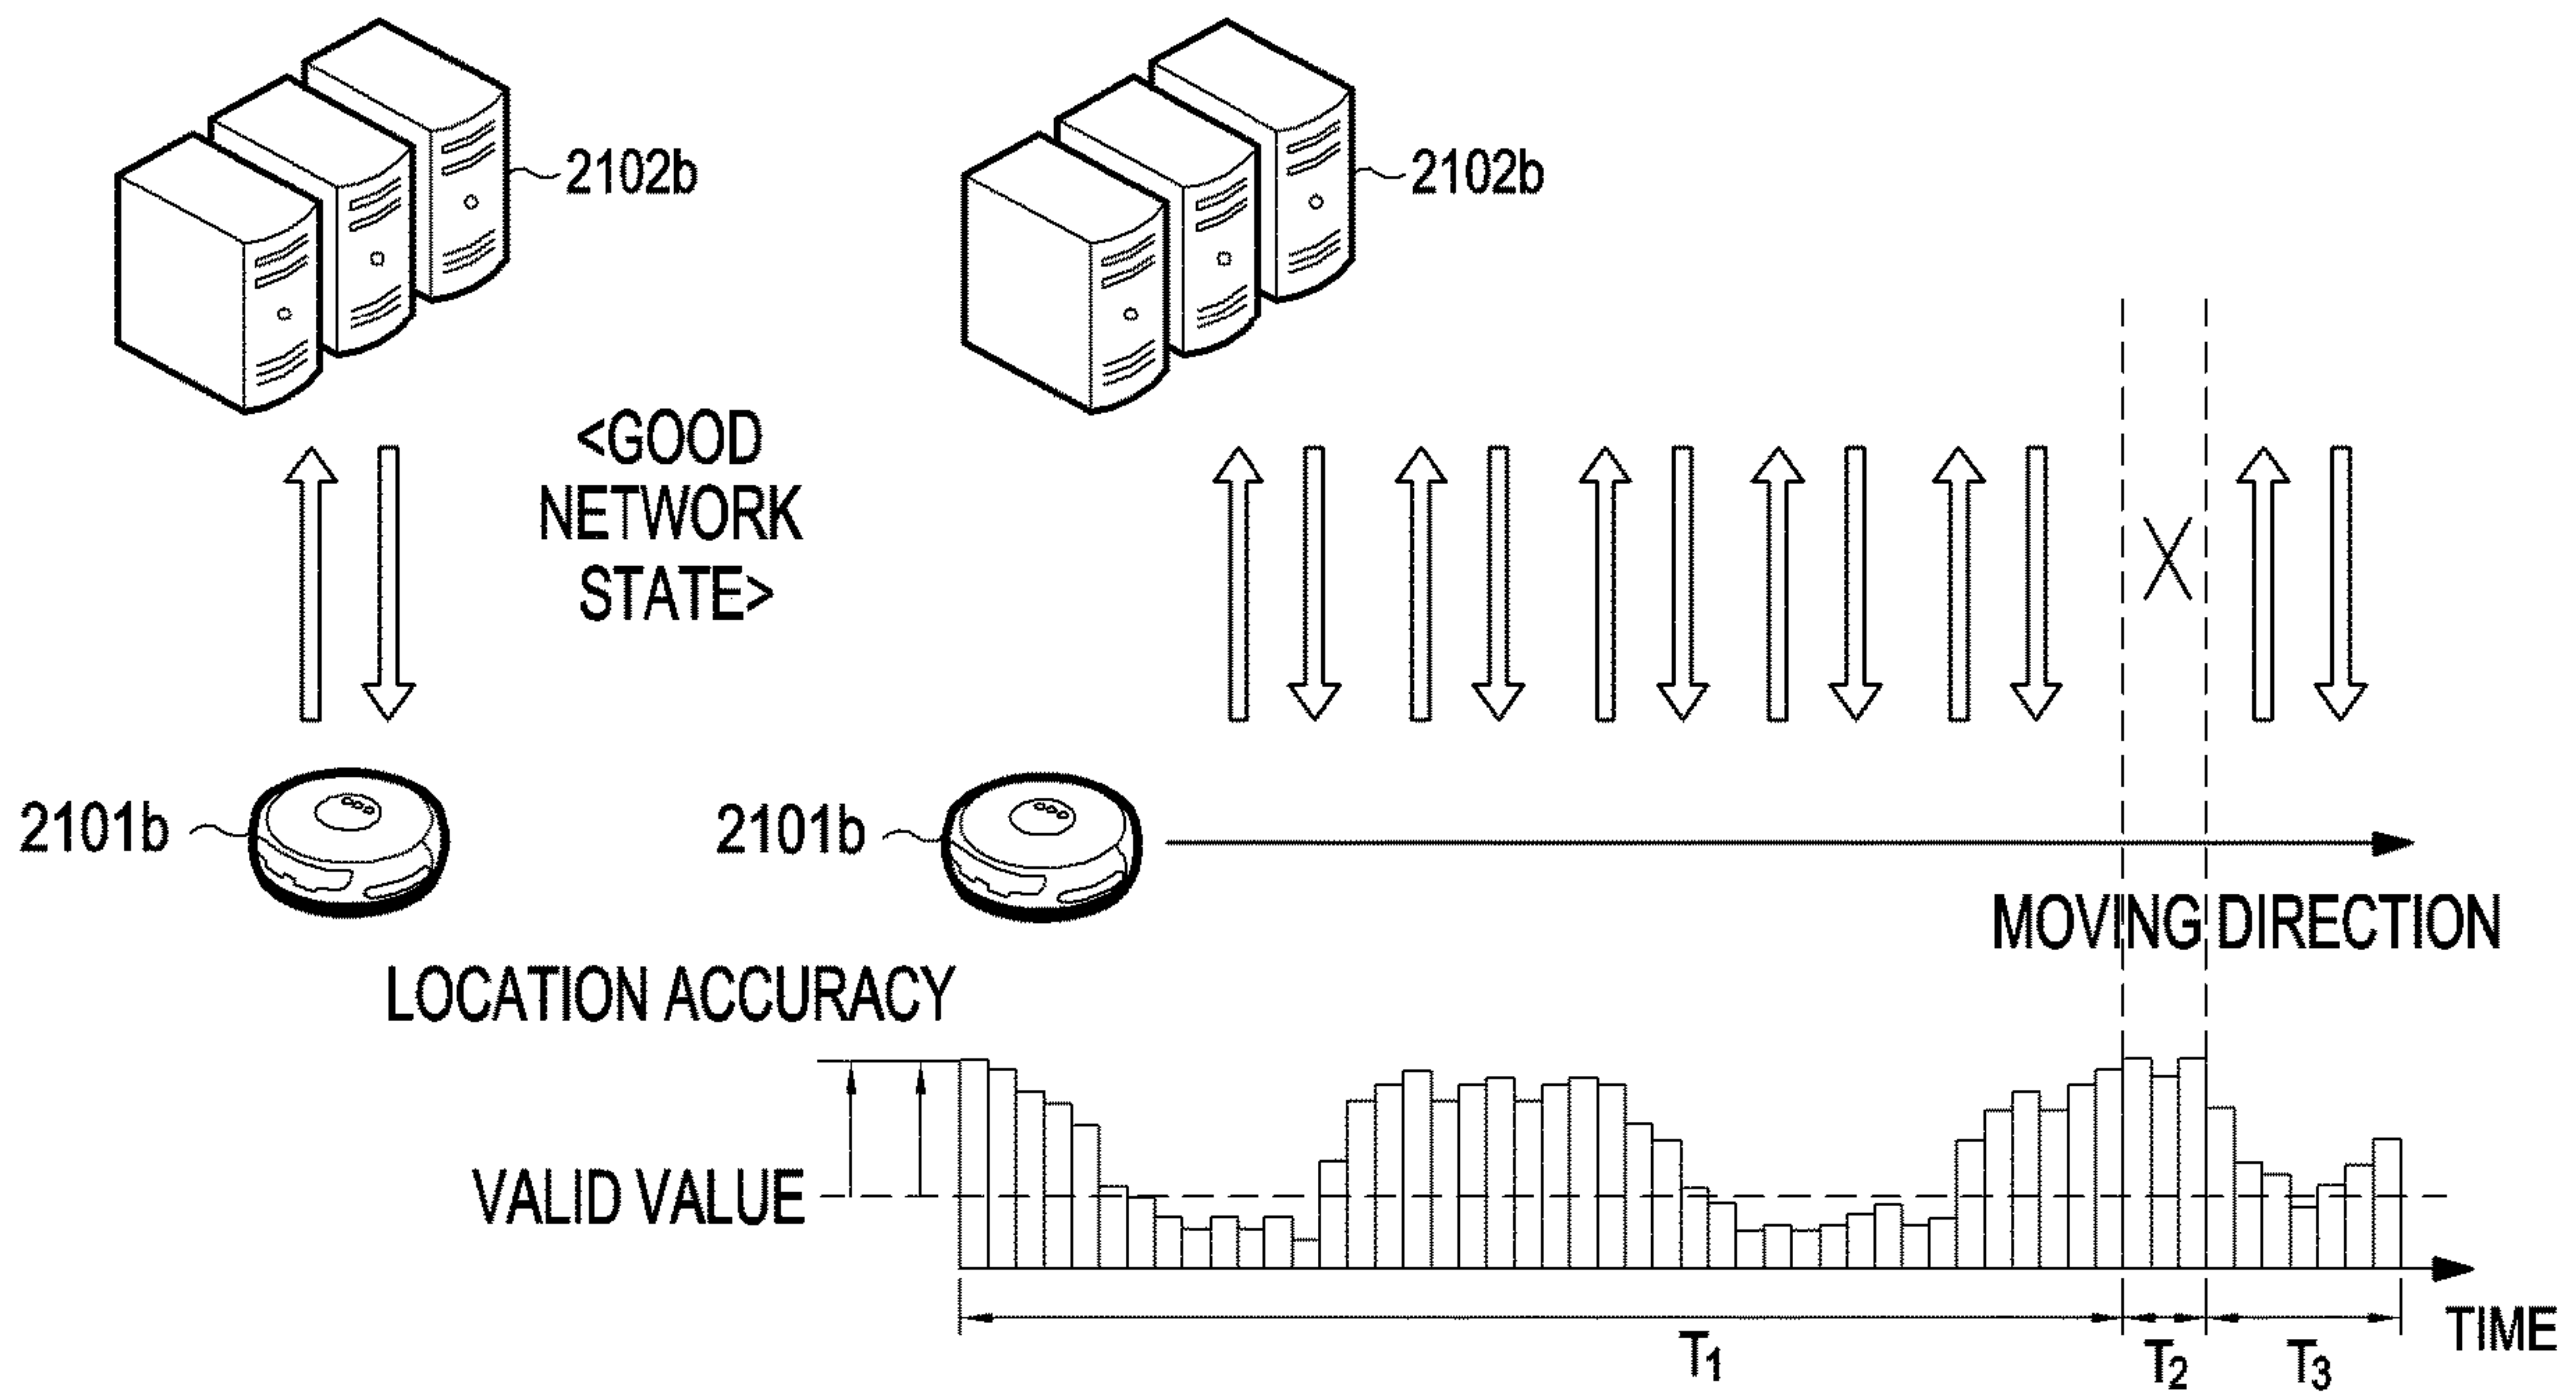 2102b
2102b
<GOOD
NETWORK
STATE>
X
2101b
2101b
MOVING DIRECTION
LOCATION ACCURACY
VALID VALUE
TIME
T1
T2
T3